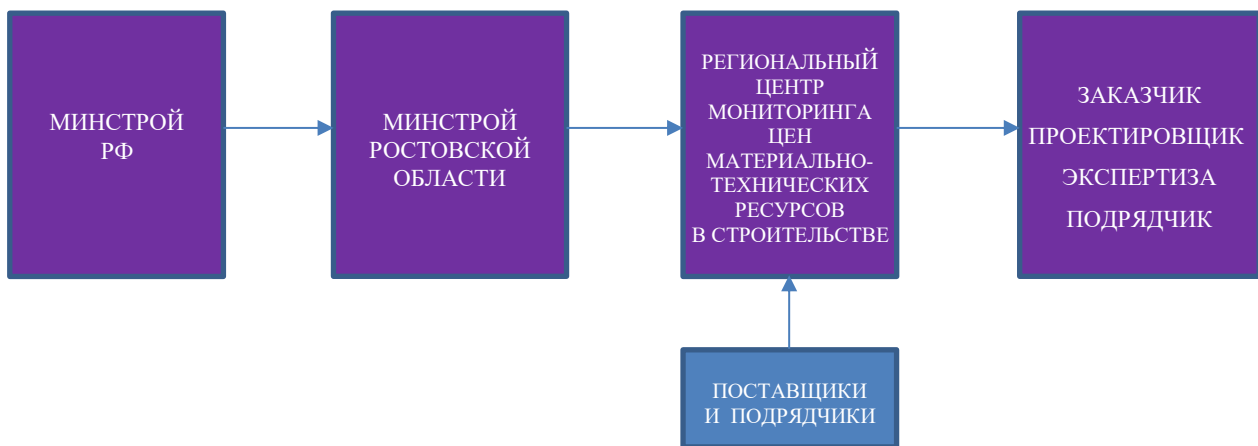 МИНСТРОЙ
РФ
МИНСТРОЙ
РОСТОВСКОЙ
ОБЛАСТИ
РЕГИОНАЛЬНЫЙ
ЦЕНТР
МОНИТОРИНГА
ЦЕН
МАТЕРИАЛЬНО-
ТЕХНИЧЕСКИХ
РЕСУРСОВ
В СТРОИТЕЛЬСТВЕ
ЗАКАЗЧИК
ПРОЕКТИРОВЩИК
ЭКСПЕРТИЗА
ПОДРЯДЧИК
ПОСТАВЩИКИ
И ПОДРЯДЧИКИ